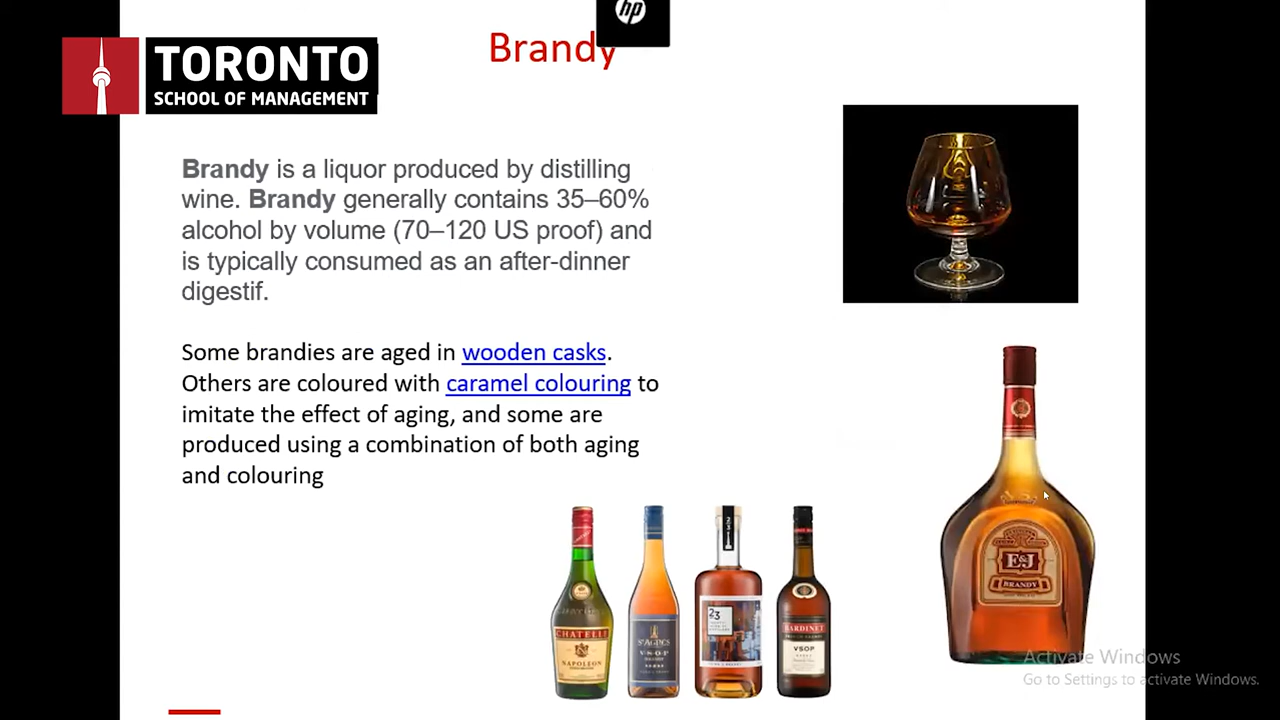 hp
Brandy
TORONTO
SCHOOL OF MANAGEMENT
Brandy is a liquor produced by distilling
wine. Brandy generally contains 35–60%
alcohol by volume (70–120 US proof) and
is typically consumed as an after-dinner
digestif.
Some brandies are aged in wooden casks.
Others are coloured with caramel colouring to
imitate the effect of aging, and some are
produced using a combination of both aging
and colouring
CHATELLE
NAPOLEON
ST AGNES
V·S·O·P
BRANDY
23
BARDINET
VSOP
E&J
BRANDY
Activate Windows
Go to Settings to activate Windows.